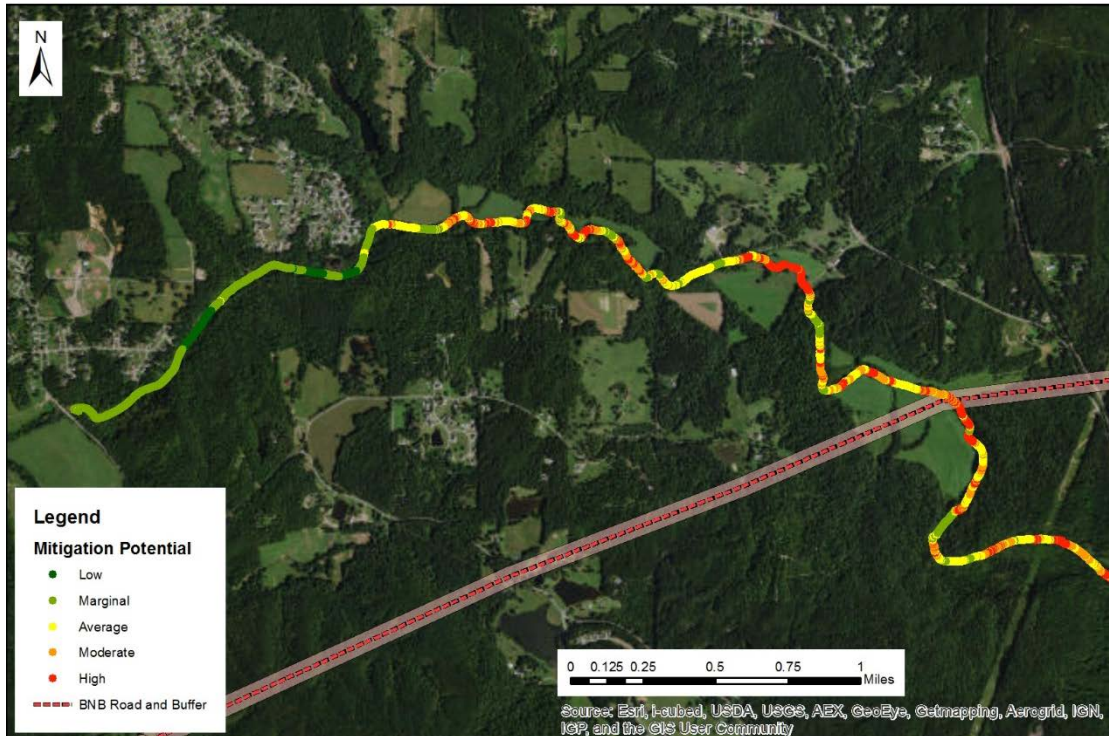 N
Legend
Mitigation Potential
Low
Marginal
Average
Moderate
High
BNB Road and Buffer
0 0.125 0.25 0.5 0.75 1
Miles
Source: Esri, i-cubed, USDA, USGS, AEX, GeoEye, Getmapping, Aerogrid, IGN,
IGP, and the GIS User Community